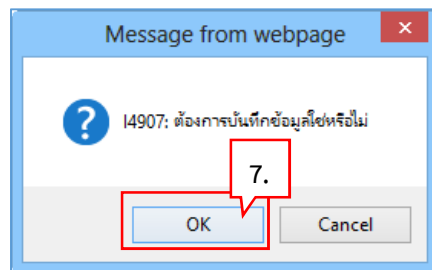 Message from webpage
I4907: ต้องการบันทึกข้อมูลใช่หรือไม่
7.
OK
Cancel